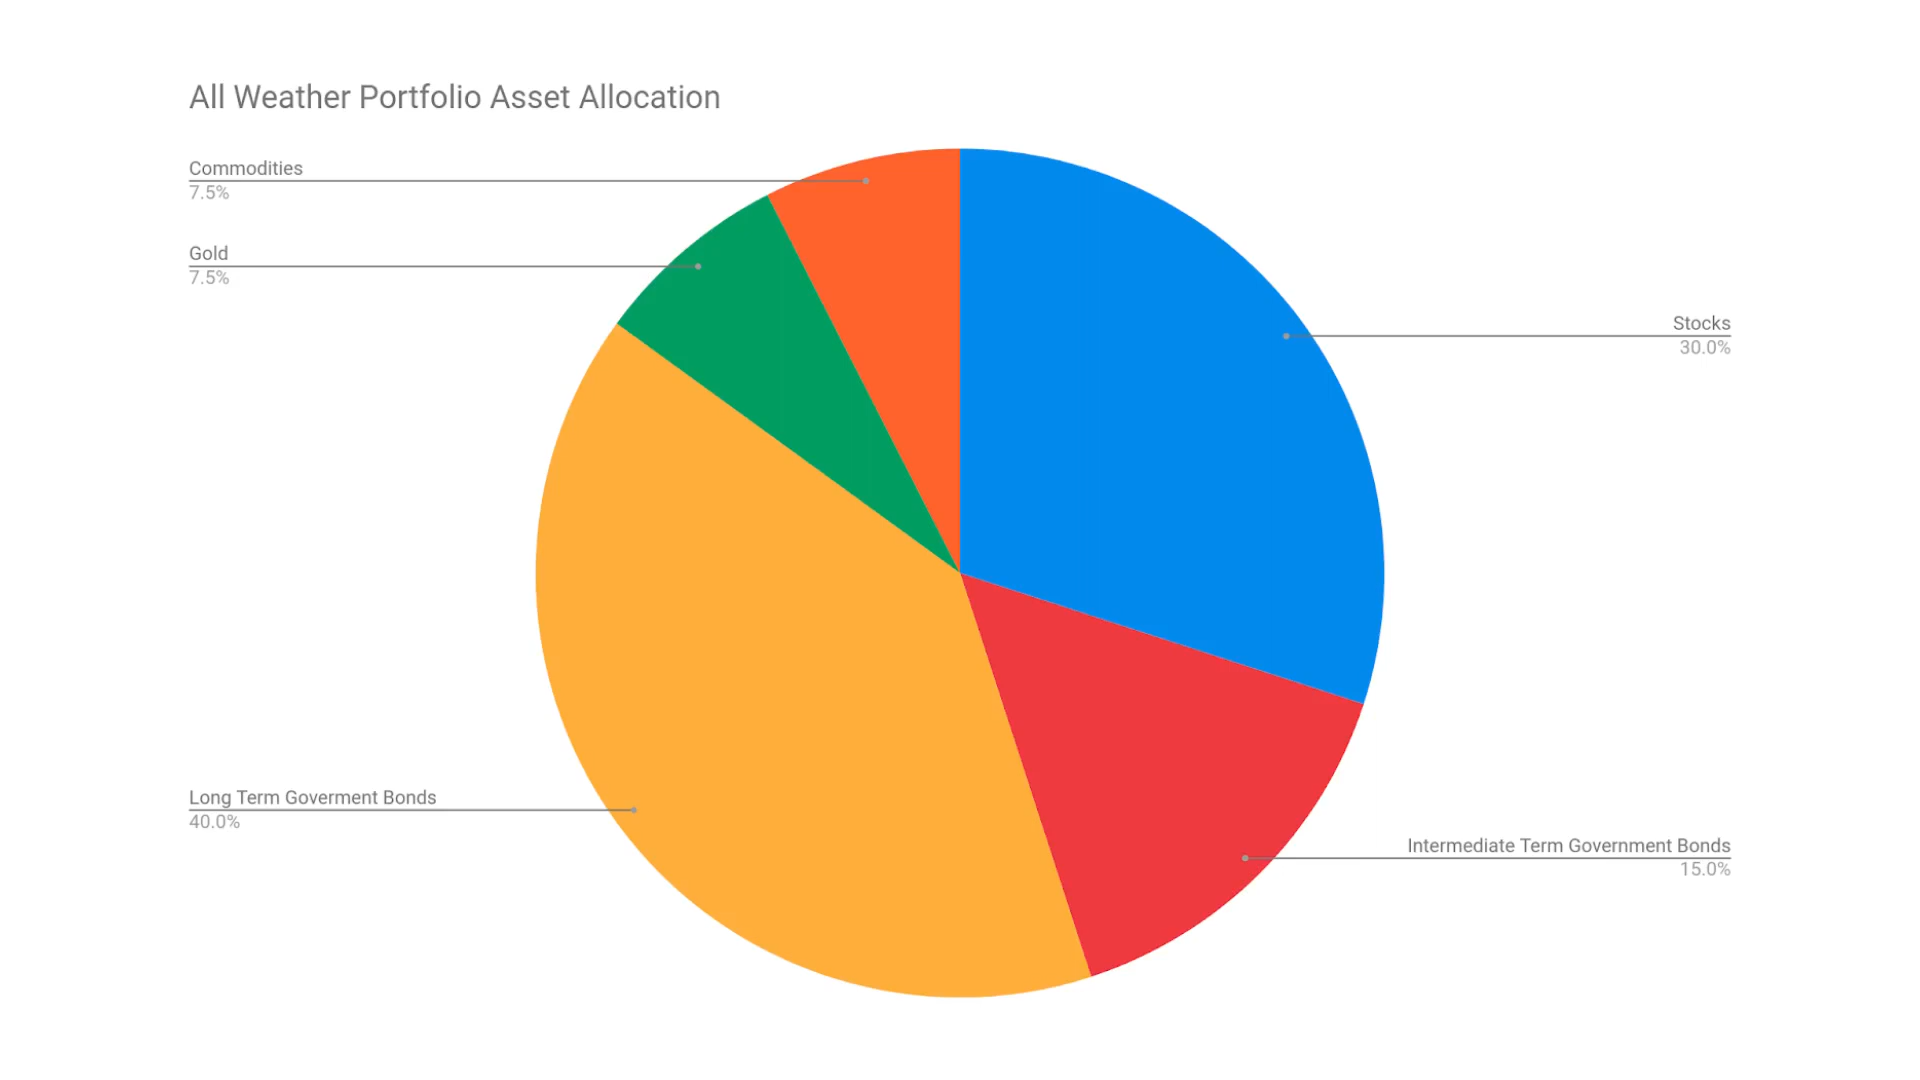 All Weather Portfolio Asset Allocation
Commodities
7.5%
Gold
7.5%
Stocks
30.0%
Long Term Goverment Bonds
40.0%
Intermediate Term Government Bonds
15.0%